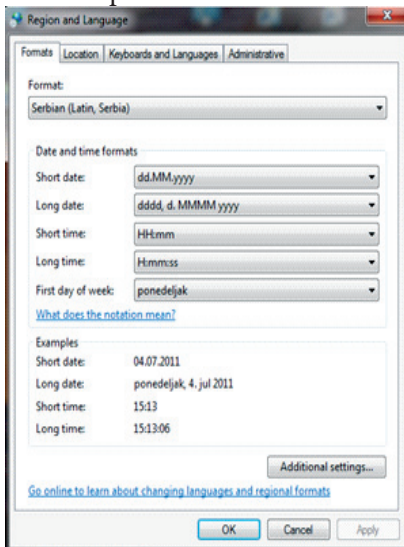 Region and Language
Formats Location Keyboards and Languages Administrative
Format:
Serbian (Latin, Serbia)
Date and time formats
Short date: dd.MM.yyyy
Long date: dddd, d. MMMM yyyy
Short time: HH:mm
Long time: H:mm:ss
First day of week: ponedeljak
What does the notation mean?
Examples
Short date: 04.07.2011
Long date: ponedeljak, 4. jul 2011
Short time: 15:13
Long time: 15:13:06
Additional settings...
Go online to learn about changing languages and regional formats
OK Cancel Apply